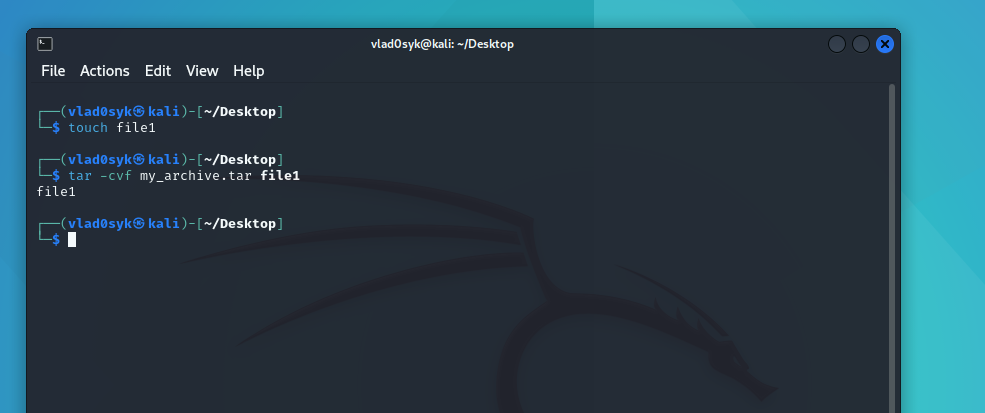 vlad0syk@kali: ~/Desktop
File Actions Edit View Help
┌──(vlad0syk㉿kali)-[~/Desktop]
└─$ touch file1
┌──(vlad0syk㉿kali)-[~/Desktop]
└─$ tar -cvf my_archive.tar file1
file1
┌──(vlad0syk㉿kali)-[~/Desktop]
└─$